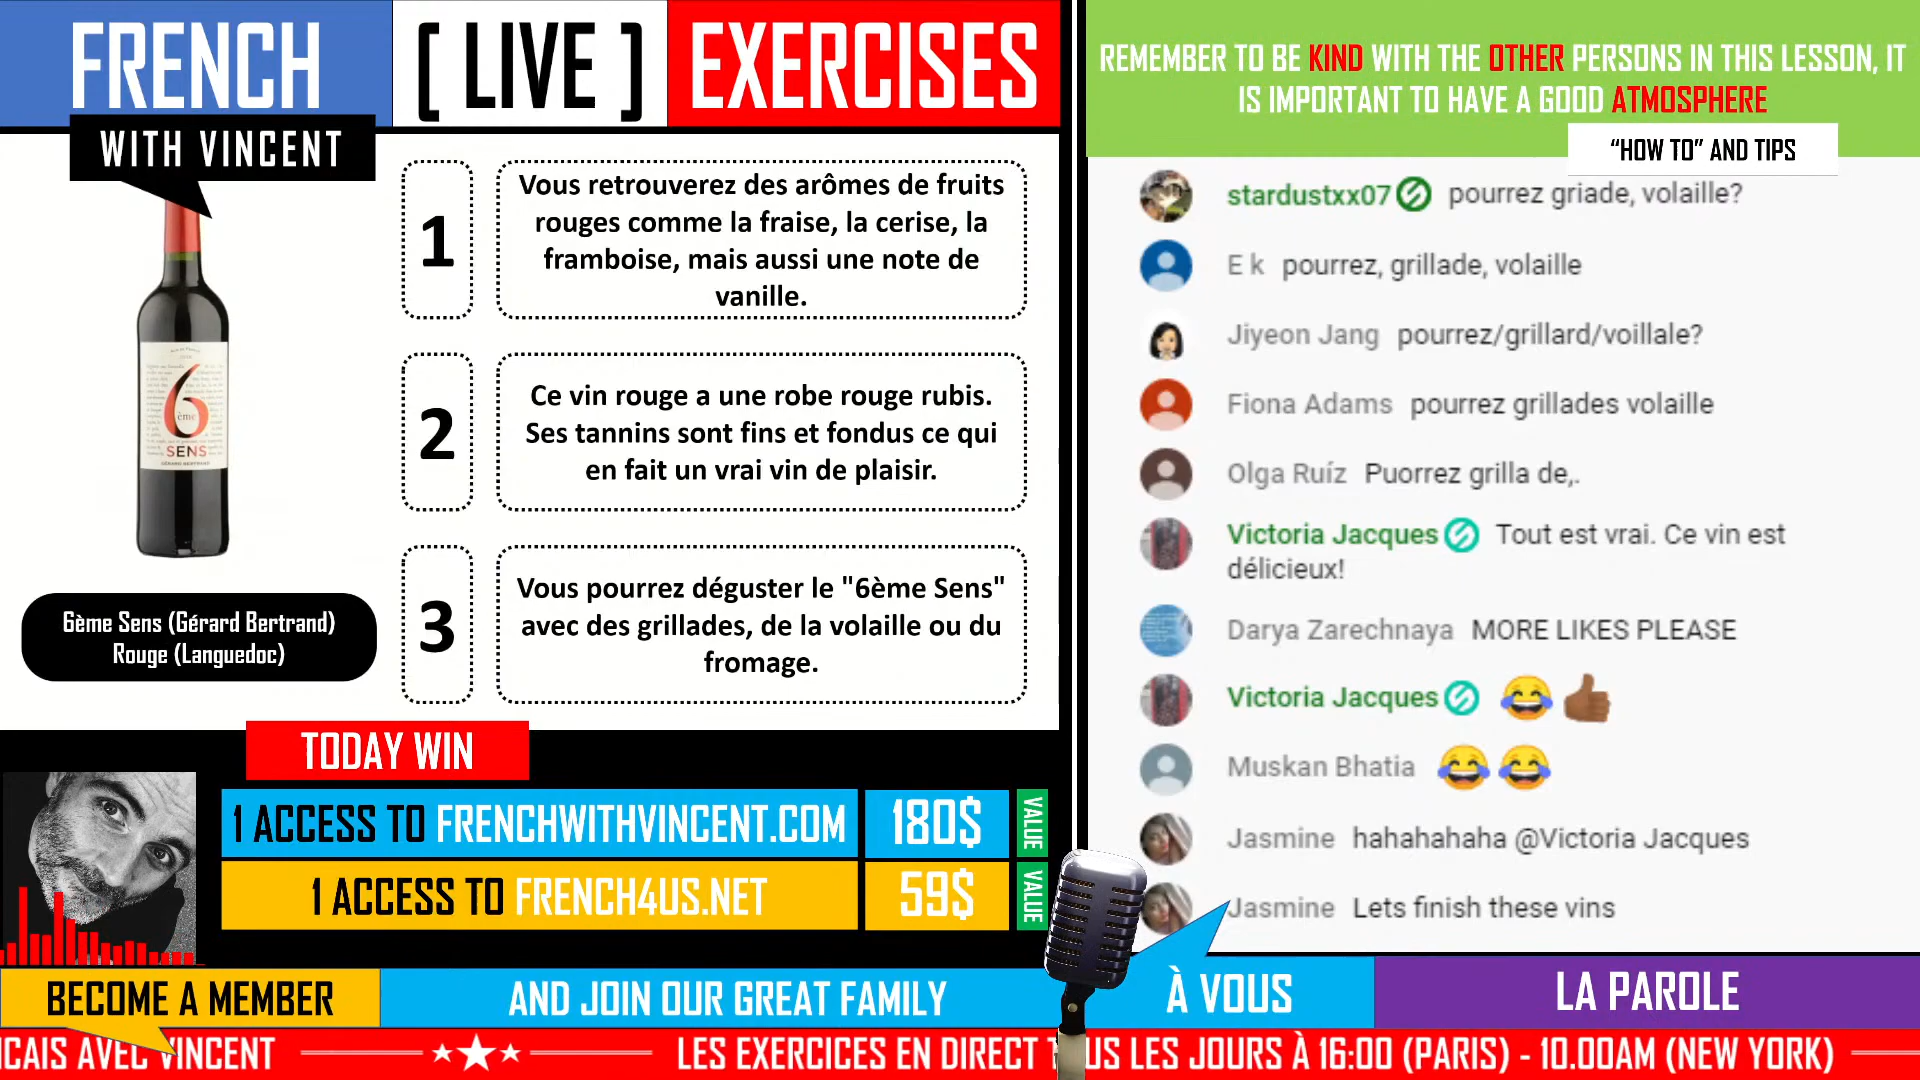 FRENCH
[ LIVE ]
EXERCISES
WITH VINCENT
1
Vous retrouverez des arômes de fruits
rouges comme la fraise, la cerise, la
framboise, mais aussi une note de
vanille.
2
Ce vin rouge a une robe rouge rubis.
Ses tannins sont fins et fondus ce qui
en fait un vrai vin de plaisir.
3
Vous pourrez déguster le "6ème Sens"
avec des grillades, de la volaille ou du
fromage.
6
ème
SENS
GÉRARD BERTRAND
6ème Sens (Gérard Bertrand)
Rouge (Languedoc)
TODAY WIN
1 ACCESS TO FRENCHWITHVINCENT.COM
180$
VALUE
1 ACCESS TO FRENCH4US.NET
59$
VALUE
BECOME A MEMBER
AND JOIN OUR GREAT FAMILY
REMEMBER TO BE KIND WITH THE OTHER PERSONS IN THIS LESSON, IT
IS IMPORTANT TO HAVE A GOOD ATMOSPHERE
“HOW TO” AND TIPS
stardustxx07 pourrez griade, volaille?
E k pourrez, grillade, volaille
Jiyeon Jang pourrez/grillard/voillale?
Fiona Adams pourrez grillades volaille
Olga Ruíz Puorrez grilla de,.
Victoria Jacques Tout est vrai. Ce vin est
délicieux!
Darya Zarechnaya MORE LIKES PLEASE
Victoria Jacques 😂 👍🏾
Muskan Bhatia 😂 😂
Jasmine hahahahaha @Victoria Jacques
Jasmine Lets finish these vins
À VOUS
LA PAROLE
CAIS AVEC VINCENT
LES EXERCICES EN DIRECT T US LES JOURS À 16:00 (PARIS) - 10.00AM (NEW YORK)